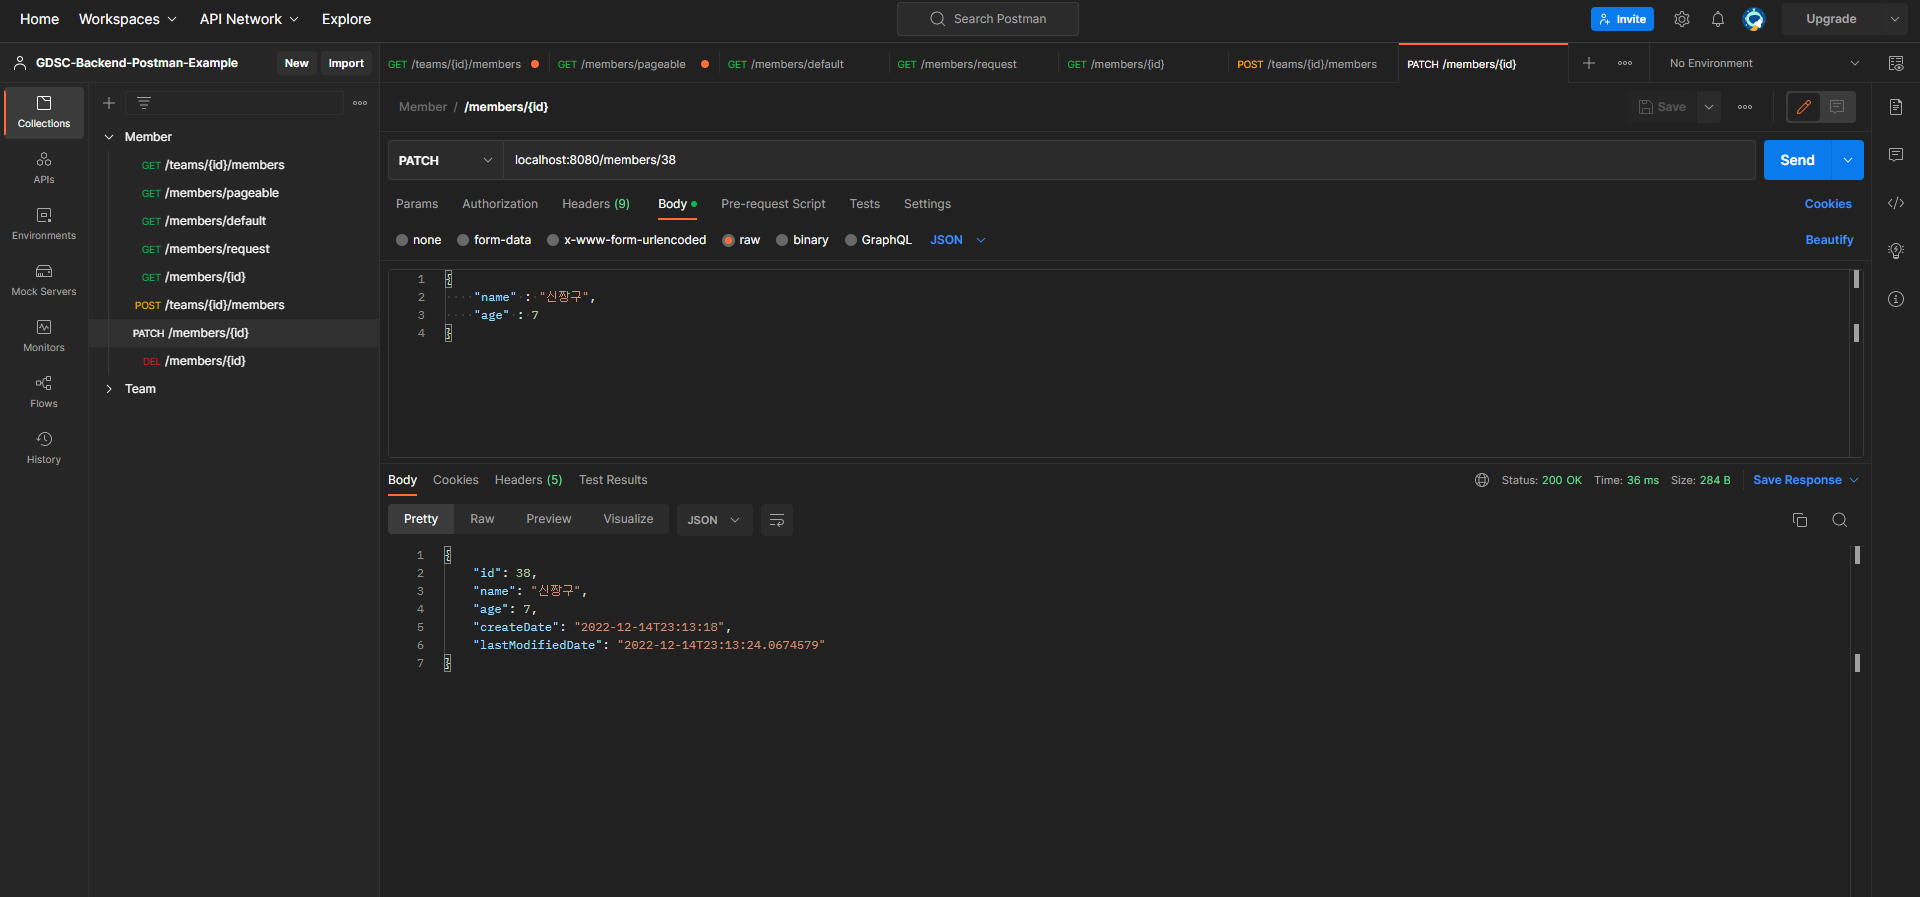 Home Workspaces API Network Explore Search Postman Invite Upgrade
GDSC-Backend-Postman-Example New Import
GET /teams/{id}/members GET /members/pageable GET /members/default GET /members/request GET /members/{id} POST /teams/{id}/members PATCH /members/{id} No Environment
Collections
APIs
Environments
Mock Servers
Monitors
Flows
History
Member
GET /teams/{id}/members
GET /members/pageable
GET /members/default
GET /members/request
GET /members/{id}
POST /teams/{id}/members
PATCH /members/{id}
DEL /members/{id}
Team
Member / /members/{id} Save
PATCH localhost:8080/members/38 Send
Params Authorization Headers (9) Body Pre-request Script Tests Settings Cookies
none form-data x-www-form-urlencoded raw binary GraphQL JSON Beautify
1 {
2 "name" : "신짱구",
3 "age" : 7
4 }
Body Cookies Headers (5) Test Results Status: 200 OK Time: 36 ms Size: 284 B Save Response
Pretty Raw Preview Visualize JSON
1 {
2 "id": 38,
3 "name": "신짱구",
4 "age": 7,
5 "createDate": "2022-12-14T23:13:18",
6 "lastModifiedDate": "2022-12-14T23:13:24.0674579"
7 }